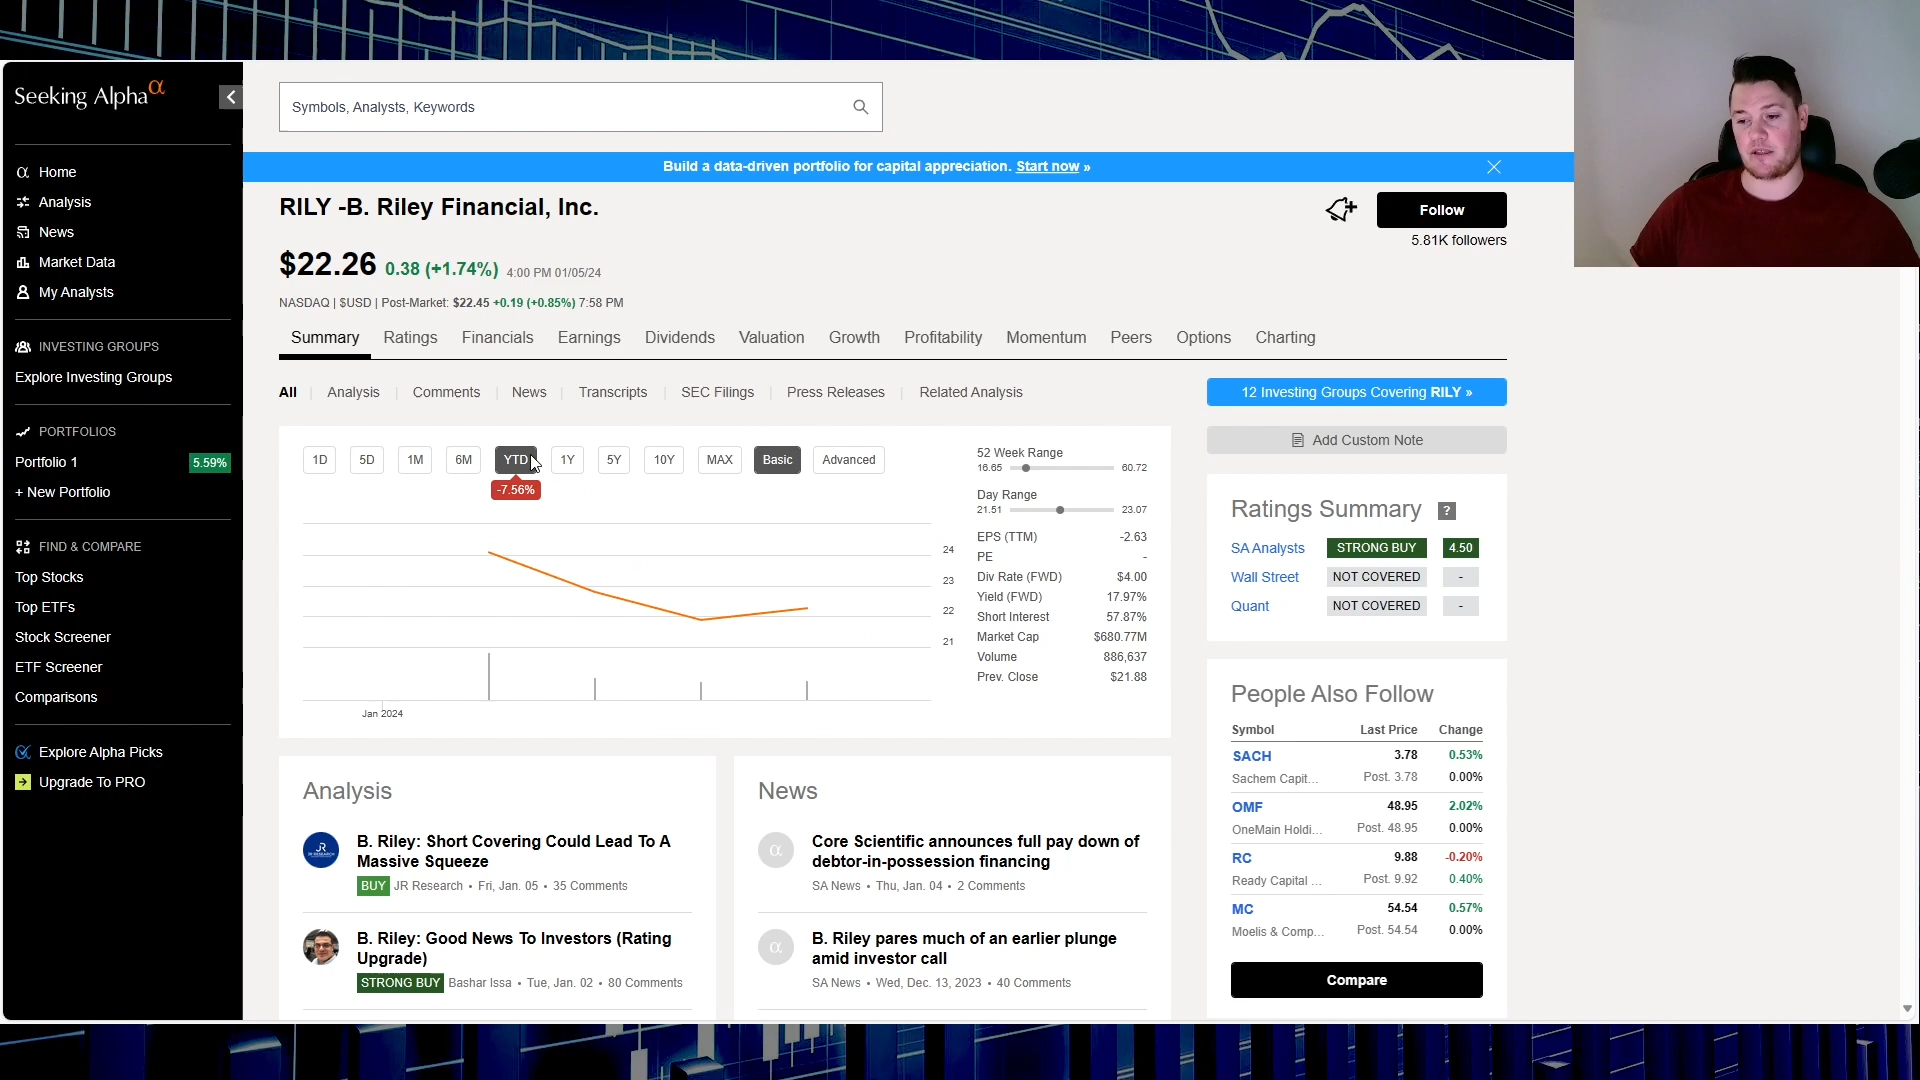 Seeking Alpha α
Home
Analysis
News
Market Data
My Analysts
INVESTING GROUPS
Explore Investing Groups
PORTFOLIOS
Portfolio 1 5.59%
+ New Portfolio
FIND & COMPARE
Top Stocks
Top ETFs
Stock Screener
ETF Screener
Comparisons
Explore Alpha Picks
Upgrade To PRO
Symbols, Analysts, Keywords
Build a data-driven portfolio for capital appreciation. Start now »
RILY -B. Riley Financial, Inc.
Follow
5.81K followers
$22.26 0.38 (+1.74%) 4:00 PM 01/05/24
NASDAQ | $USD | Post-Market: $22.45 +0.19 (+0.85%) 7:58 PM
Summary Ratings Financials Earnings Dividends Valuation Growth Profitability Momentum Peers Options Charting
All | Analysis | Comments | News | Transcripts | SEC Filings | Press Releases | Related Analysis
1D 5D 1M 6M YTD 1Y 5Y 10Y MAX Basic Advanced
-7.56%
24
23
22
21
Jan 2024
52 Week Range
16.65 60.72
Day Range
21.51 23.07
EPS (TTM) -2.63
PE -
Div Rate (FWD) $4.00
Yield (FWD) 17.97%
Short Interest 57.87%
Market Cap $680.77M
Volume 886,637
Prev. Close $21.88
12 Investing Groups Covering RILY »
Add Custom Note
Ratings Summary ?
SA Analysts STRONG BUY 4.50
Wall Street NOT COVERED -
Quant NOT COVERED -
People Also Follow
Symbol Last Price Change
SACH 3.78 0.53%
Sachem Capit... Post. 3.78 0.00%
OMF 48.95 2.02%
OneMain Holdi... Post. 48.95 0.00%
RC 9.88 -0.20%
Ready Capital ... Post. 9.92 0.40%
MC 54.54 0.57%
Moelis & Comp... Post. 54.54 0.00%
Compare
Analysis
JR
B. Riley: Short Covering Could Lead To A
Massive Squeeze
BUY JR Research • Fri, Jan. 05 • 35 Comments
B. Riley: Good News To Investors (Rating
Upgrade)
STRONG BUY Bashar Issa • Tue, Jan. 02 • 80 Comments
News
α
Core Scientific announces full pay down of
debtor-in-possession financing
SA News • Thu, Jan. 04 • 2 Comments
α
B. Riley pares much of an earlier plunge
amid investor call
SA News • Wed, Dec. 13, 2023 • 40 Comments